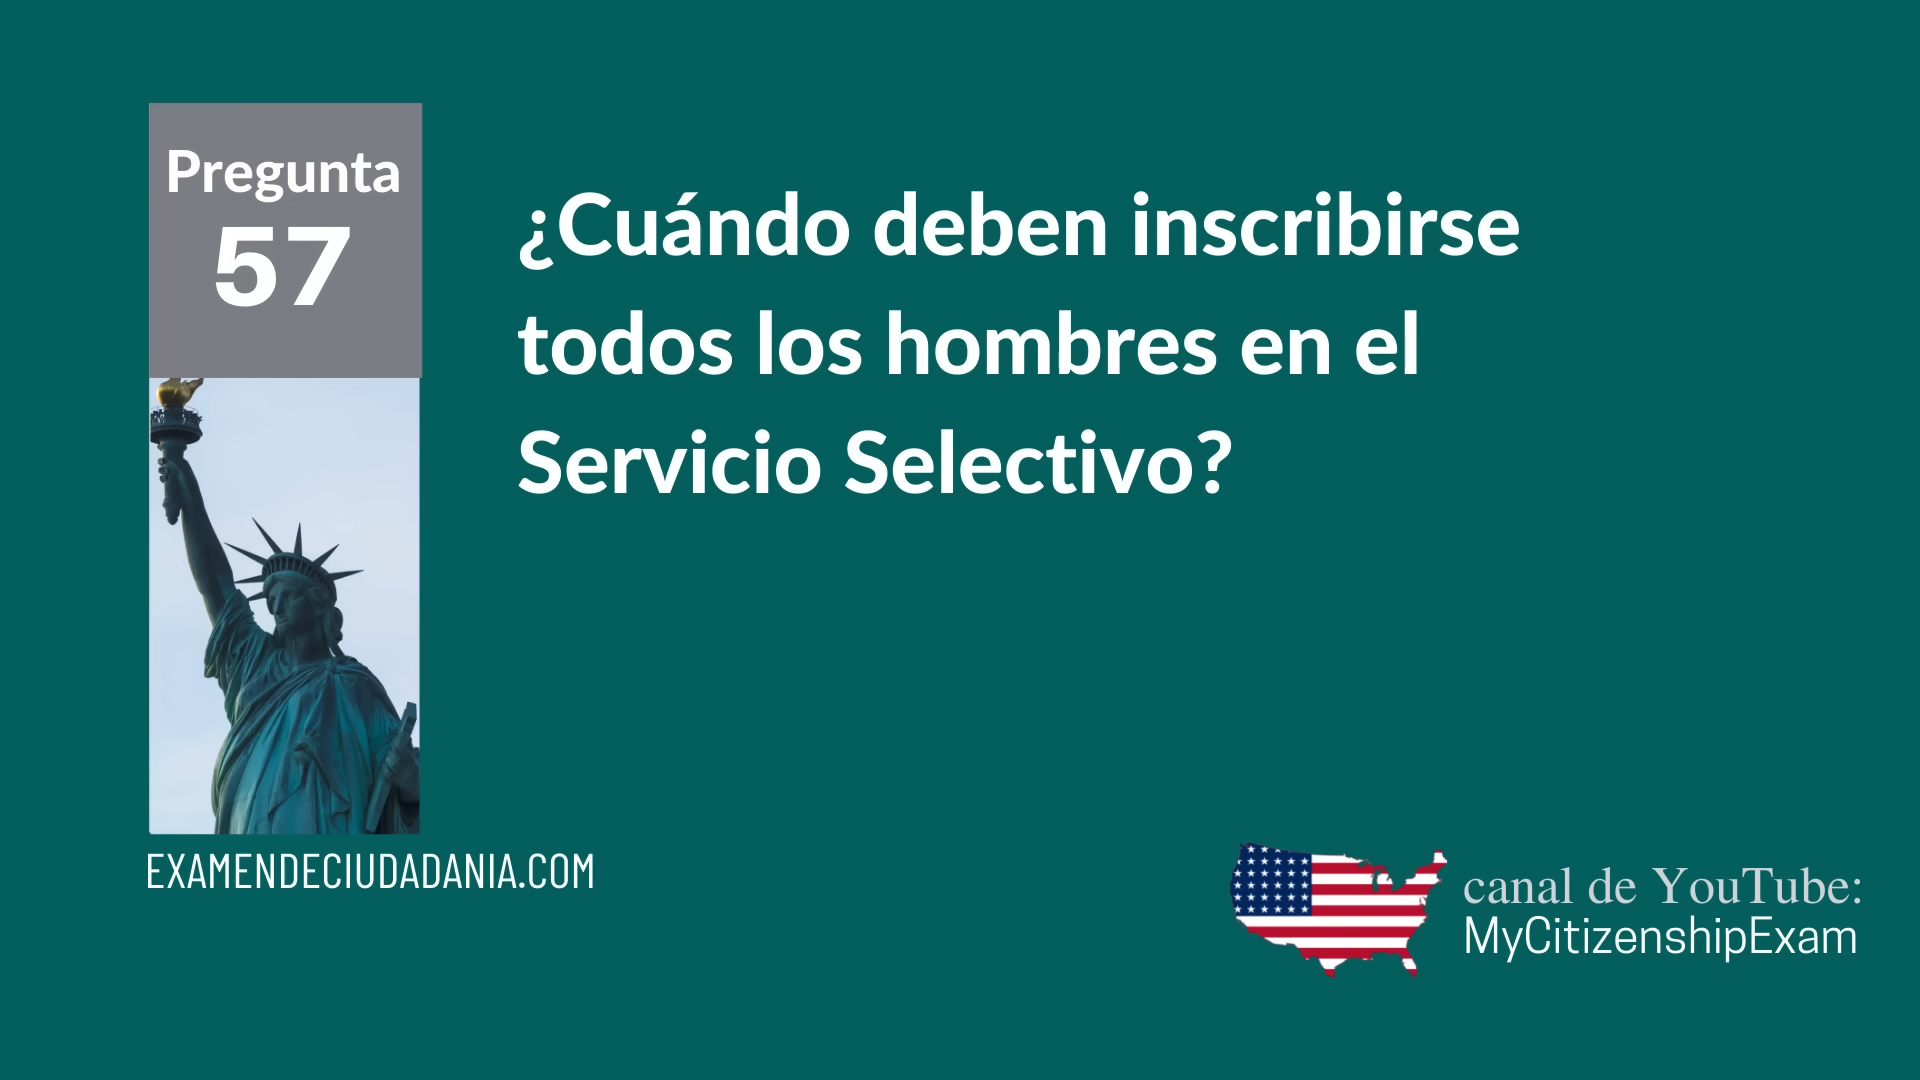 Pregunta
57
¿Cuándo deben inscribirse
todos los hombres en el
Servicio Selectivo?
EXAMENDECIUDADANIA.COM
canal de YouTube:
MyCitizenshipExam